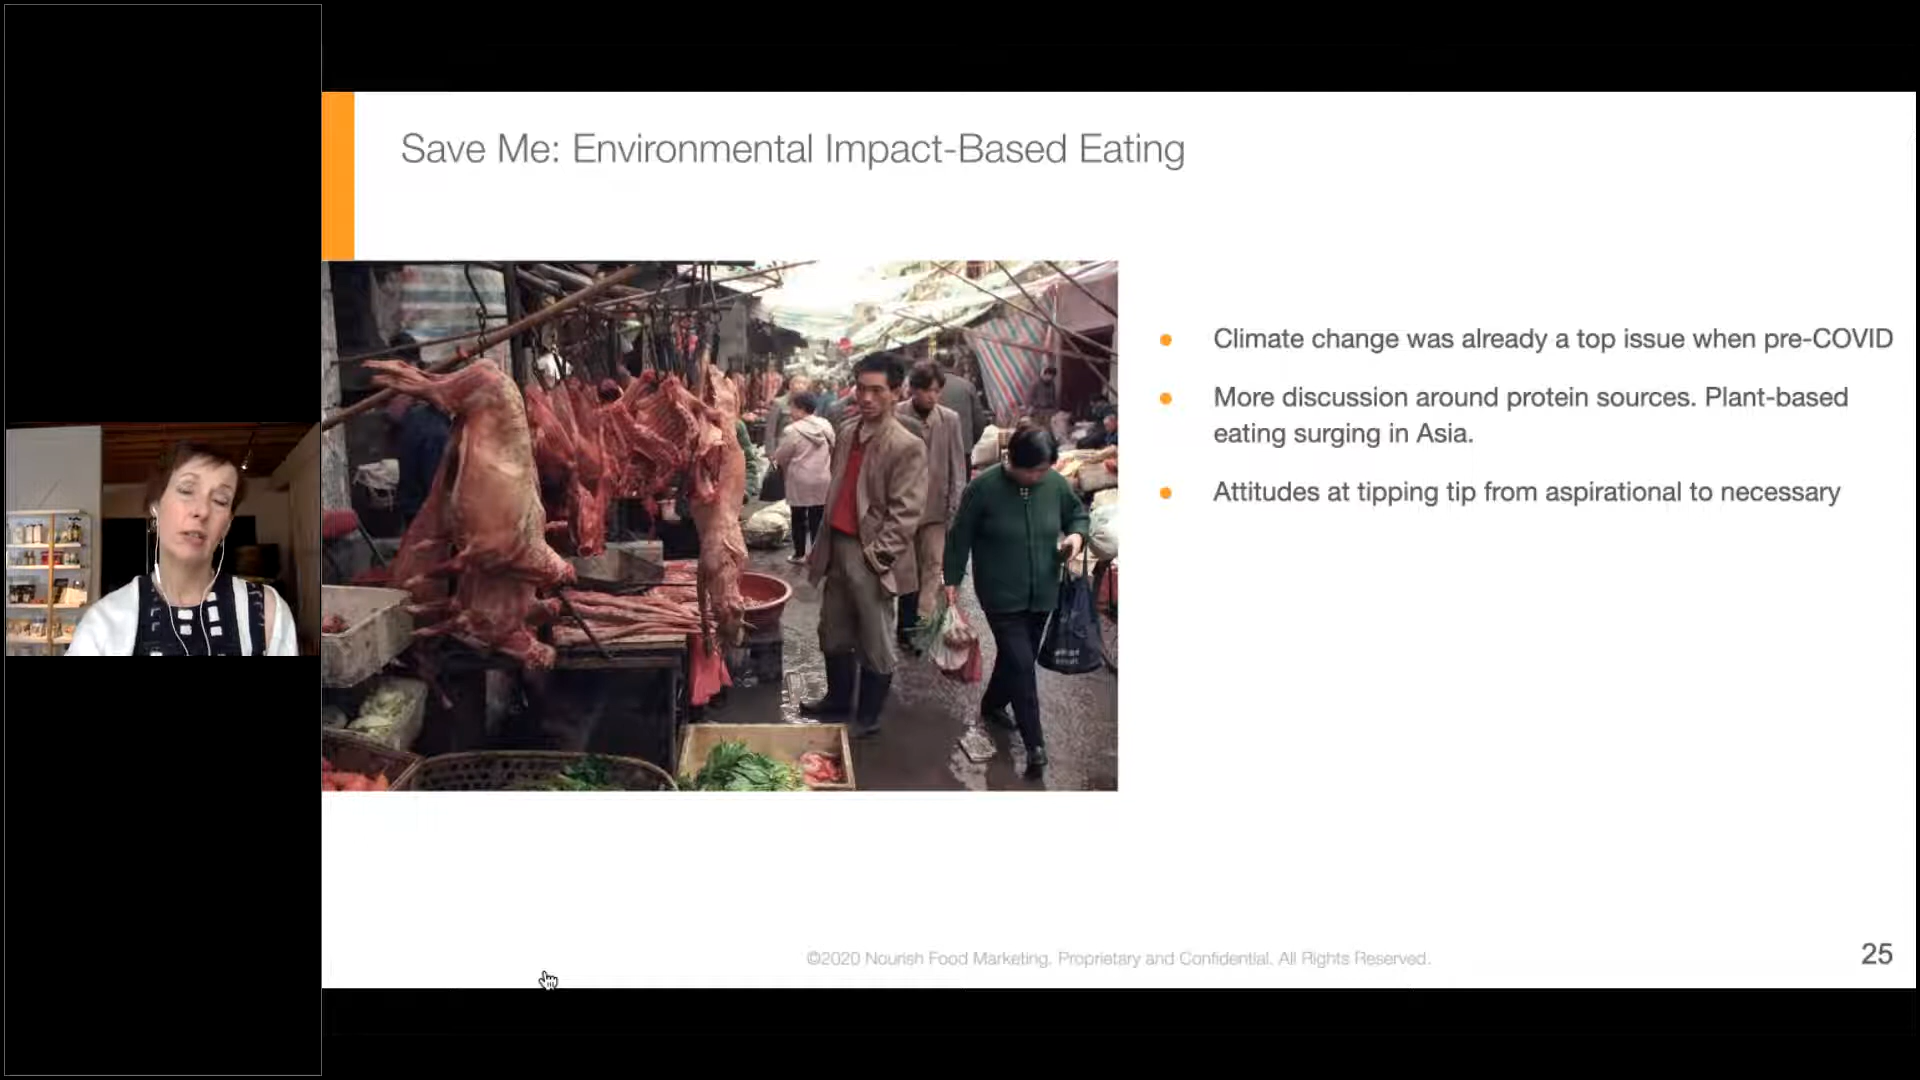 Save Me: Environmental Impact-Based Eating
Climate change was already a top issue when pre-COVID
More discussion around protein sources. Plant-based
eating surging in Asia.
Attitudes at tipping tip from aspirational to necessary
©2020 Nourish Food Marketing. Proprietary and Confidential. All Rights Reserved.
25